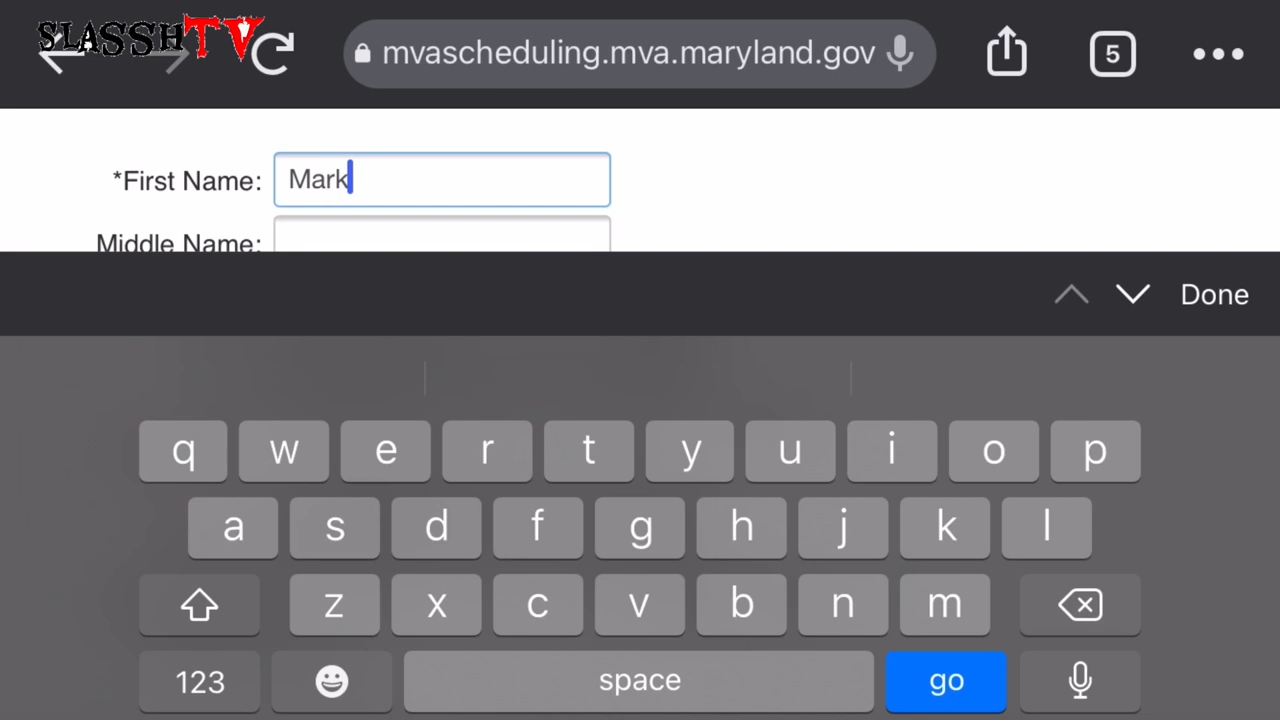 SLASSHTV
mvascheduling.mva.maryland.gov
5
*First Name: Mark
Middle Name:
Done
q w e r t y u i o p
a s d f g h j k l
z x c v b n m
123 space go